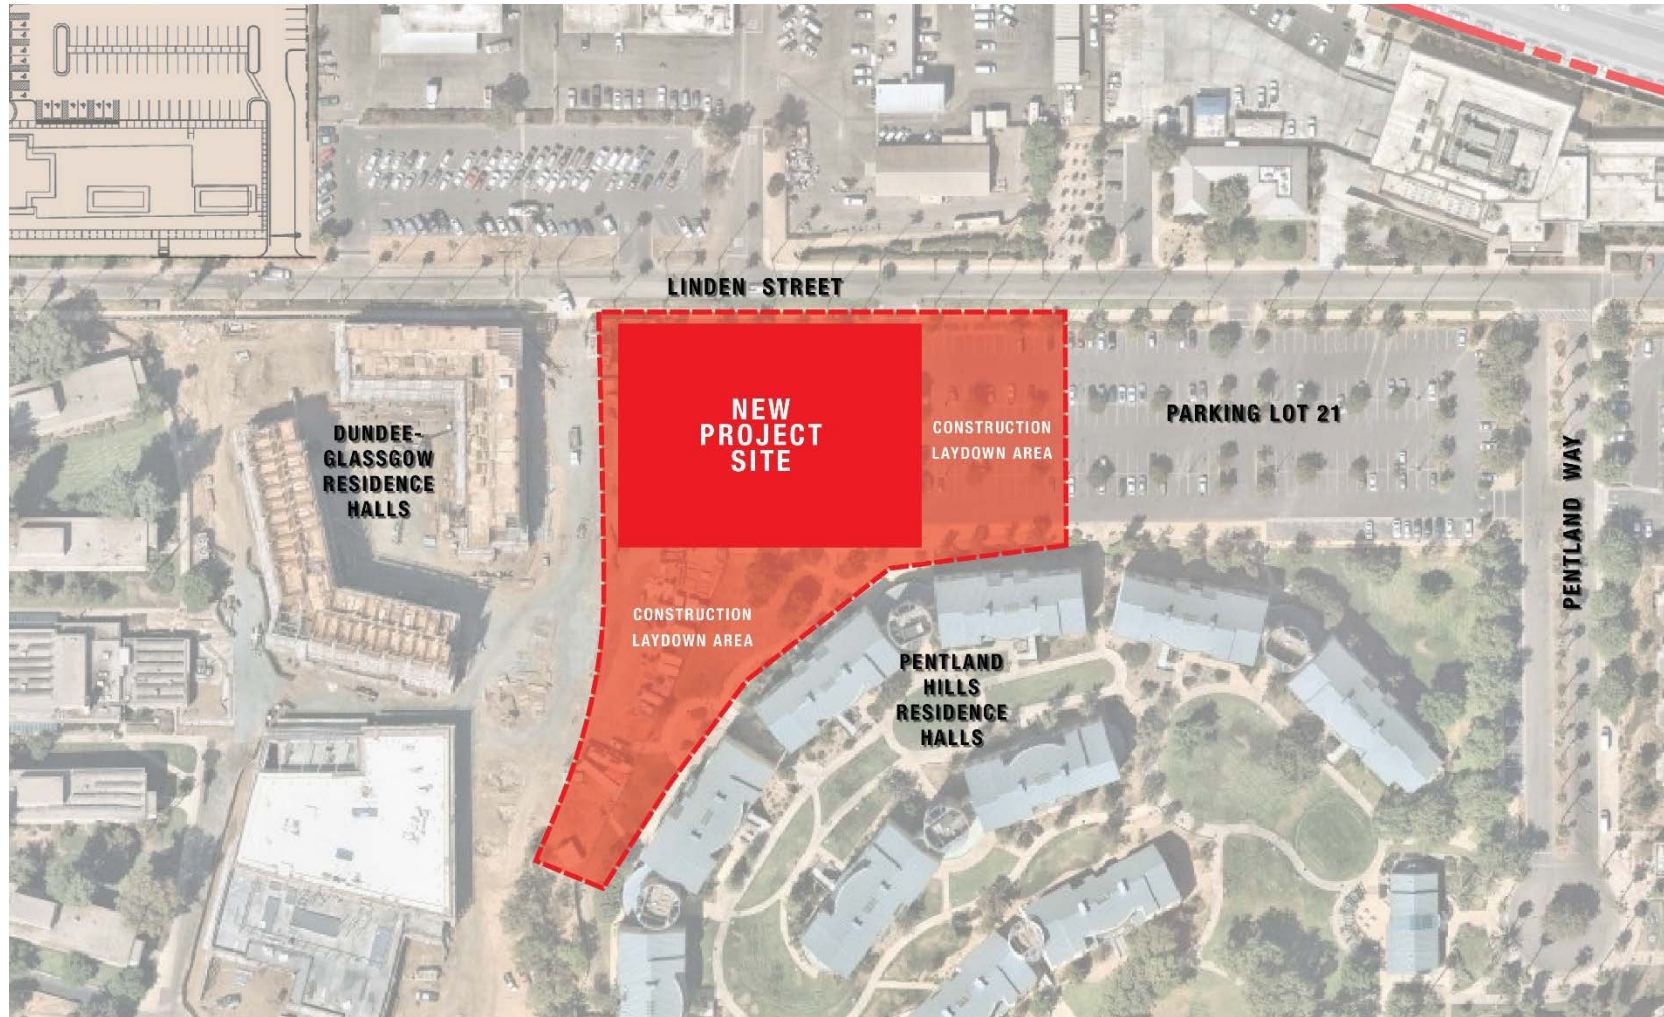 LINDEN STREET
NEW
PROJECT
SITE
CONSTRUCTION
LAYDOWN AREA
PARKING LOT 21
DUNDEE-
GLASSGOW
RESIDENCE
HALLS
PENTLAND WAY
CONSTRUCTION
LAYDOWN AREA
PENTLAND
HILLS
RESIDENCE
HALLS